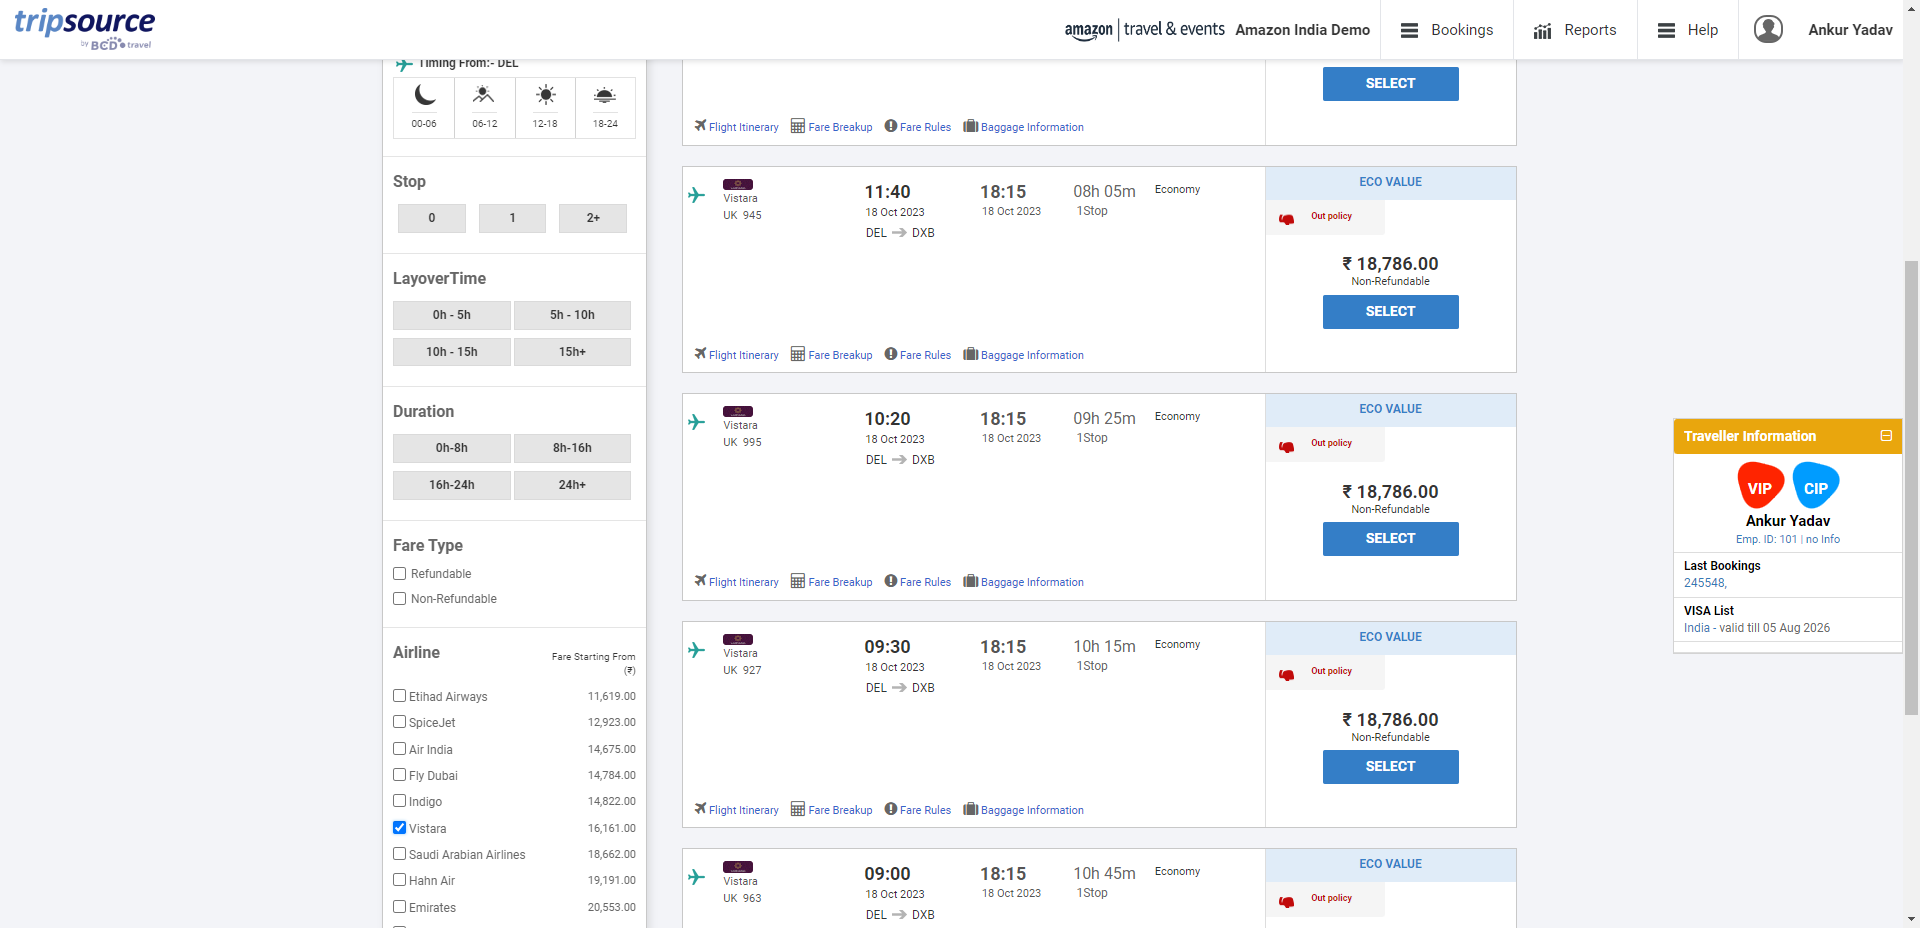 tripsource
by BCD travel
amazon | travel & events
Amazon India Demo
Bookings
Reports
Help
Ankur Yadav
Timing From:- DEL
00-06
06-12
12-18
18-24
Stop
0
1
2+
LayoverTime
0h - 5h
5h - 10h
10h - 15h
15h+
Duration
0h-8h
8h-16h
16h-24h
24h+
Fare Type
Refundable
Non-Refundable
Airline
Fare Starting From
(₹)
Etihad Airways 11,619.00
SpiceJet 12,923.00
Air India 14,675.00
Fly Dubai 14,784.00
Indigo 14,822.00
Vistara 16,161.00
Saudi Arabian Airlines 18,662.00
Hahn Air 19,191.00
Emirates 20,553.00
SELECT
Flight Itinerary Fare Breakup Fare Rules Baggage Information
Vistara
UK 945
11:40
18 Oct 2023
DEL DXB
18:15
18 Oct 2023
08h 05m
1Stop
Economy
ECO VALUE
Out policy
₹ 18,786.00
Non-Refundable
SELECT
Flight Itinerary Fare Breakup Fare Rules Baggage Information
Vistara
UK 995
10:20
18 Oct 2023
DEL DXB
18:15
18 Oct 2023
09h 25m
1Stop
Economy
ECO VALUE
Out policy
₹ 18,786.00
Non-Refundable
SELECT
Flight Itinerary Fare Breakup Fare Rules Baggage Information
Vistara
UK 927
09:30
18 Oct 2023
DEL DXB
18:15
18 Oct 2023
10h 15m
1Stop
Economy
ECO VALUE
Out policy
₹ 18,786.00
Non-Refundable
SELECT
Flight Itinerary Fare Breakup Fare Rules Baggage Information
Vistara
UK 963
09:00
18 Oct 2023
DEL DXB
18:15
18 Oct 2023
10h 45m
1Stop
Economy
ECO VALUE
Out policy
Traveller Information
VIP
CIP
Ankur Yadav
Emp. ID: 101 | no Info
Last Bookings
245548,
VISA List
India - valid till 05 Aug 2026